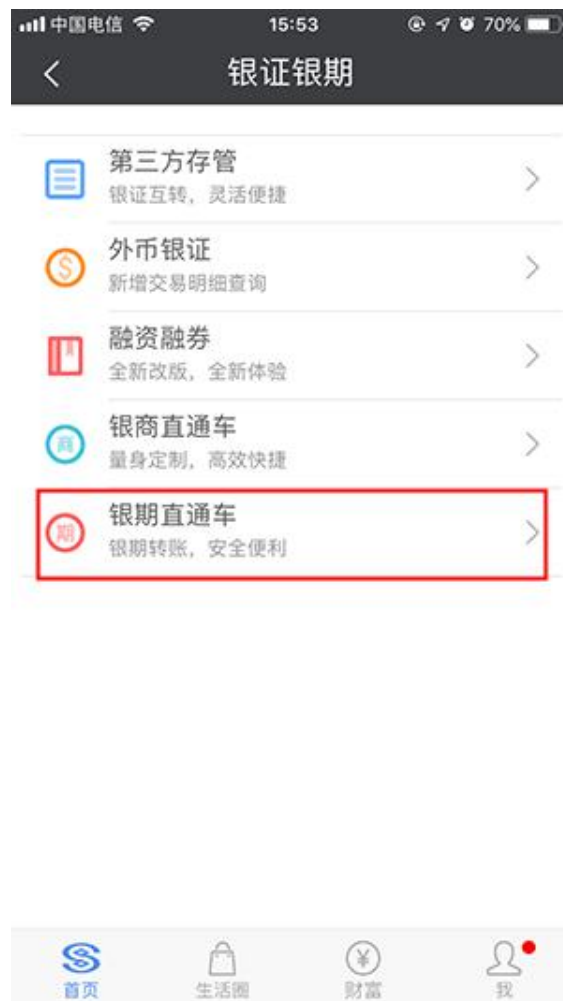 中国电信 15:53 70%
银证银期
第三方存管
银证互转，灵活便捷
外币银证
新增交易明细查询
融资融券
全新改版，全新体验
商
银商直通车
量身定制，高效快捷
期
银期直通车
银期转账，安全便利
首页 生活圈 财富 我